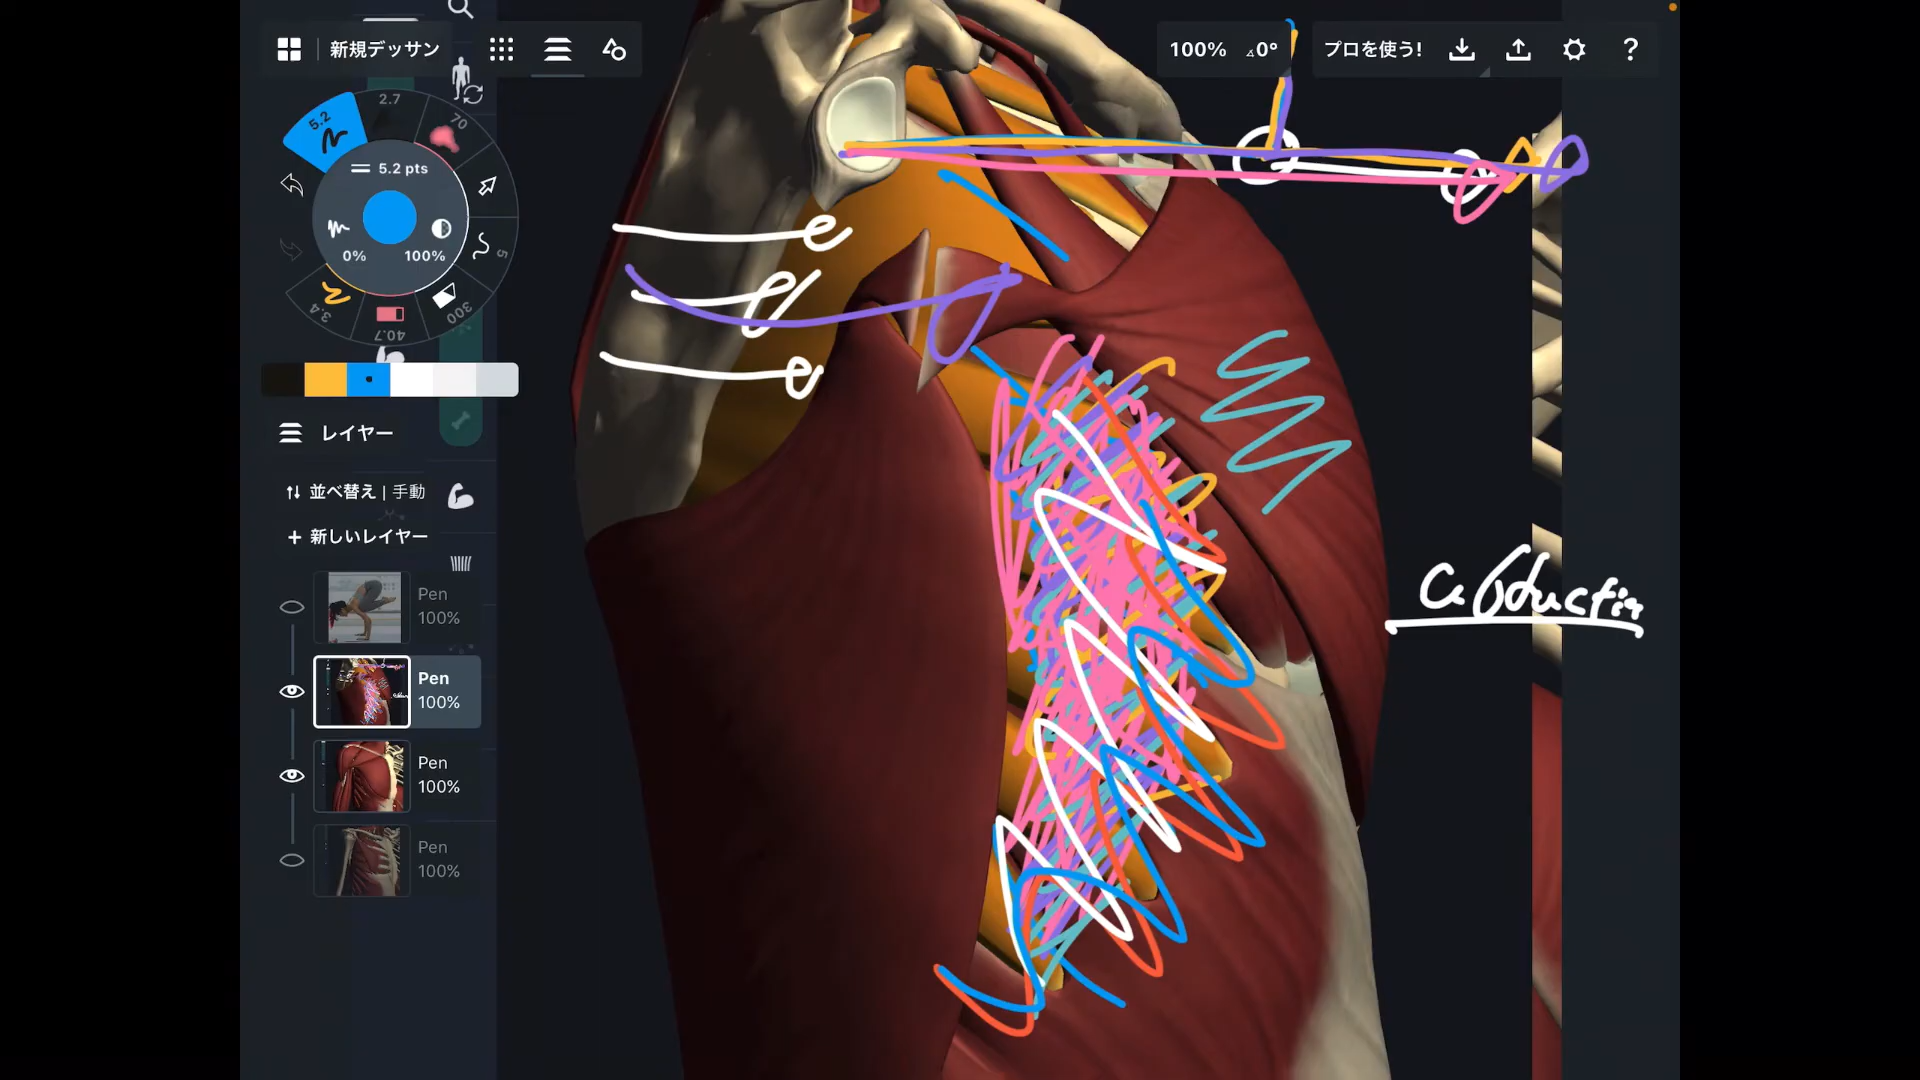 新規デッサン
100% ⊿0°
プロを使う!
?
2.7
5.2
70
5.2 pts
5
0% 100%
3.4
40.7
300
レイヤー
並べ替え | 手動
+ 新しいレイヤー
Pen
100%
Pen
100%
Pen
100%
Pen
100%